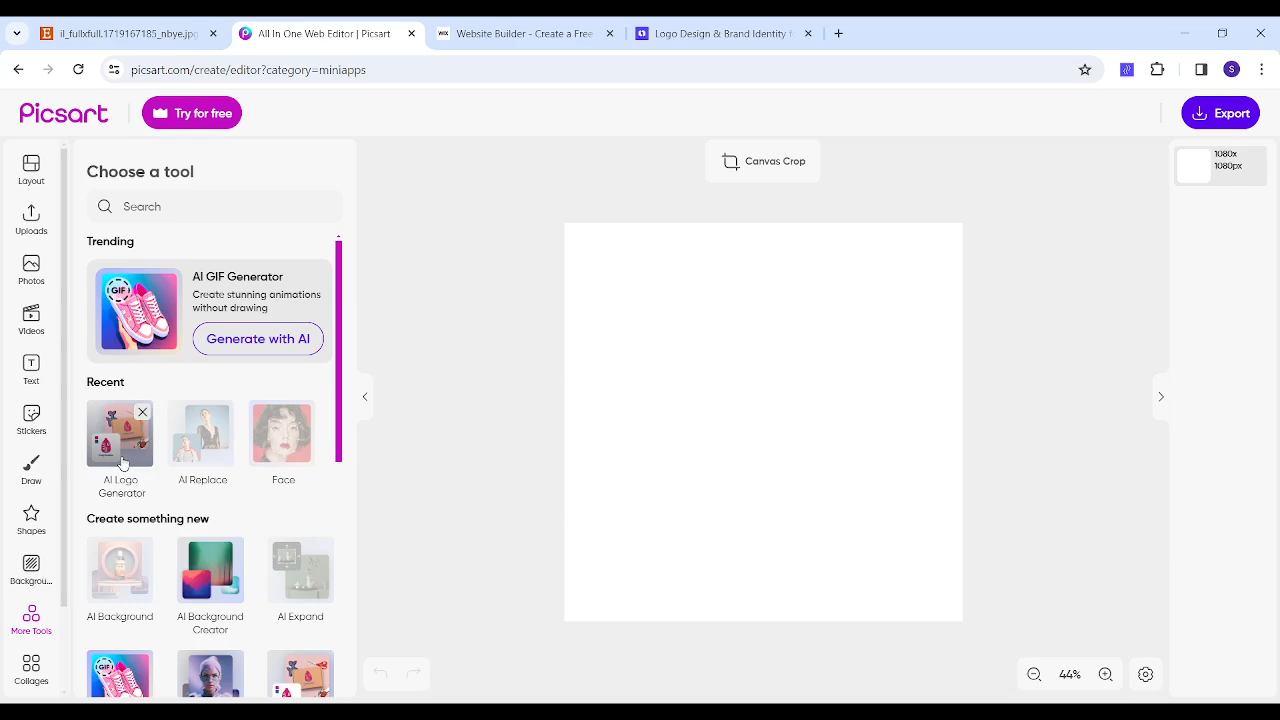 il_fullxfull.1719167185_nbye.jpg
All In One Web Editor | Picsart
WIX
Website Builder - Create a Free
Logo Design & Brand Identity f
picsart.com/create/editor?category=miniapps
S
Picsart
Try for free
Export
Layout
Uploads
Photos
Videos
Text
Stickers
Draw
Shapes
Backgrou...
More Tools
Collages
Choose a tool
Search
Trending
GIF
AI GIF Generator
Create stunning animations
without drawing
Generate with AI
Recent
AI Logo
Generator
AI Replace
Face
Create something new
AI Background
AI Background
Creator
AI Expand
GIF
Canvas Crop
44%
1080x
1080px